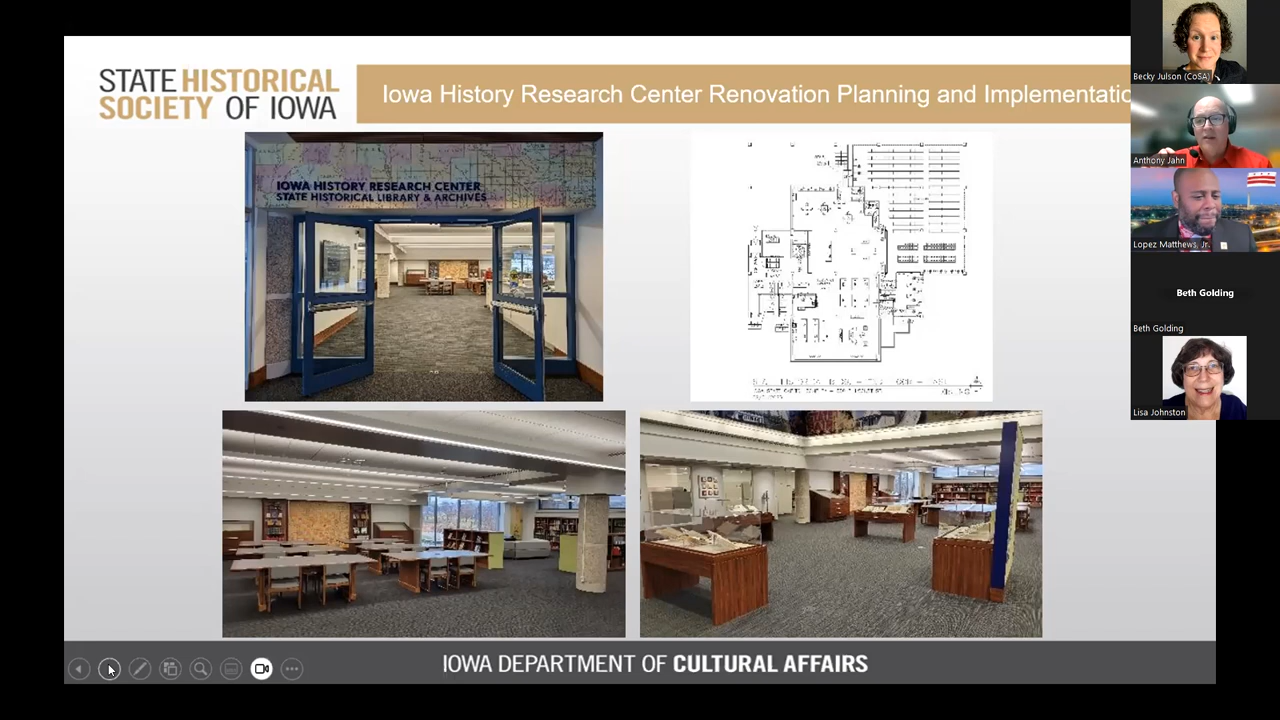 STATE HISTORICAL
SOCIETY OF IOWA
Iowa History Research Center Renovation Planning and Implementatio
IOWA HISTORY RESEARCH CENTER
STATE HISTORICAL LIBRARY & ARCHIVES
IOWA DEPARTMENT OF CULTURAL AFFAIRS
Becky Julson (CoSA)
Anthony Jahn
Lopez Matthews, Jr.
Beth Golding
Beth Golding
Lisa Johnston